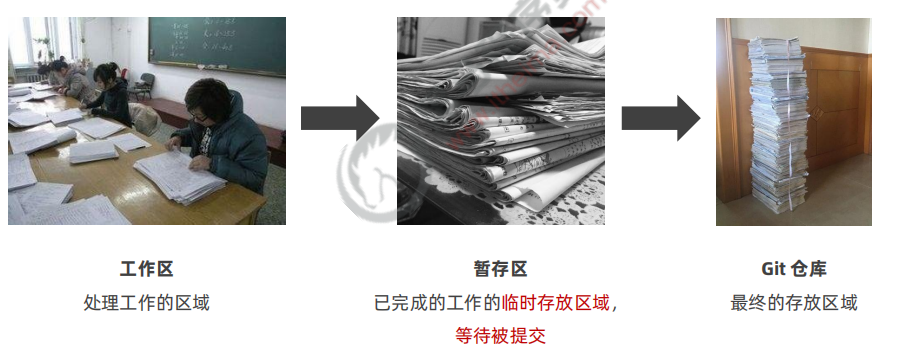 工作区
处理工作的区域
暂存区
已完成的工作的临时存放区域，
等待被提交
Git 仓库
最终的存放区域